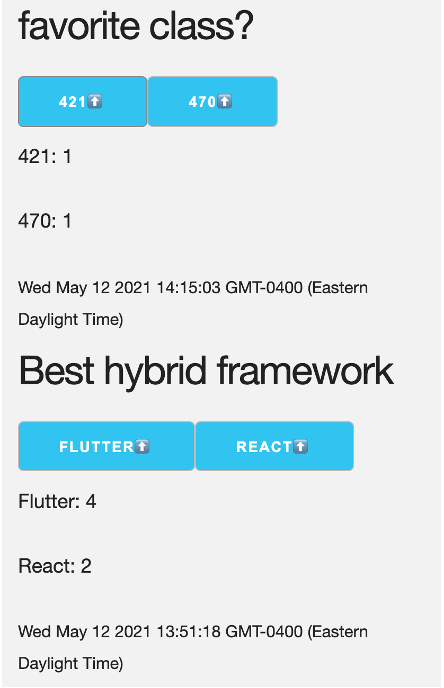 favorite class?
421⬆️ 470⬆️
421: 1
470: 1
Wed May 12 2021 14:15:03 GMT-0400 (Eastern
Daylight Time)
Best hybrid framework
FLUTTER⬆️ REACT⬆️
Flutter: 4
React: 2
Wed May 12 2021 13:51:18 GMT-0400 (Eastern
Daylight Time)